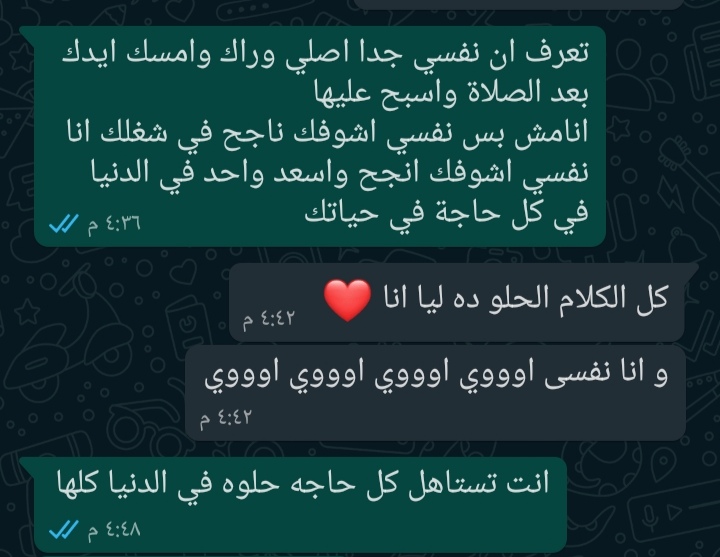 تعرف ان نفسي جدا اصلي وراك وامسك ايدك
بعد الصلاة واسبح عليها
انامش بس نفسي اشوفك ناجح في شغلك انا
نفسي اشوفك انجح واسعد واحد في الدنيا
في كل حاجة في حياتك
٤:٣٦ م
كل الكلام الحلو ده ليا انا ❤️
٤:٤٢ م
و انا نفسى اوووي اوووي اوووي اوووي
٤:٤٢ م
انت تستاهل كل حاجه حلوه في الدنيا كلها
٤:٤٨ م